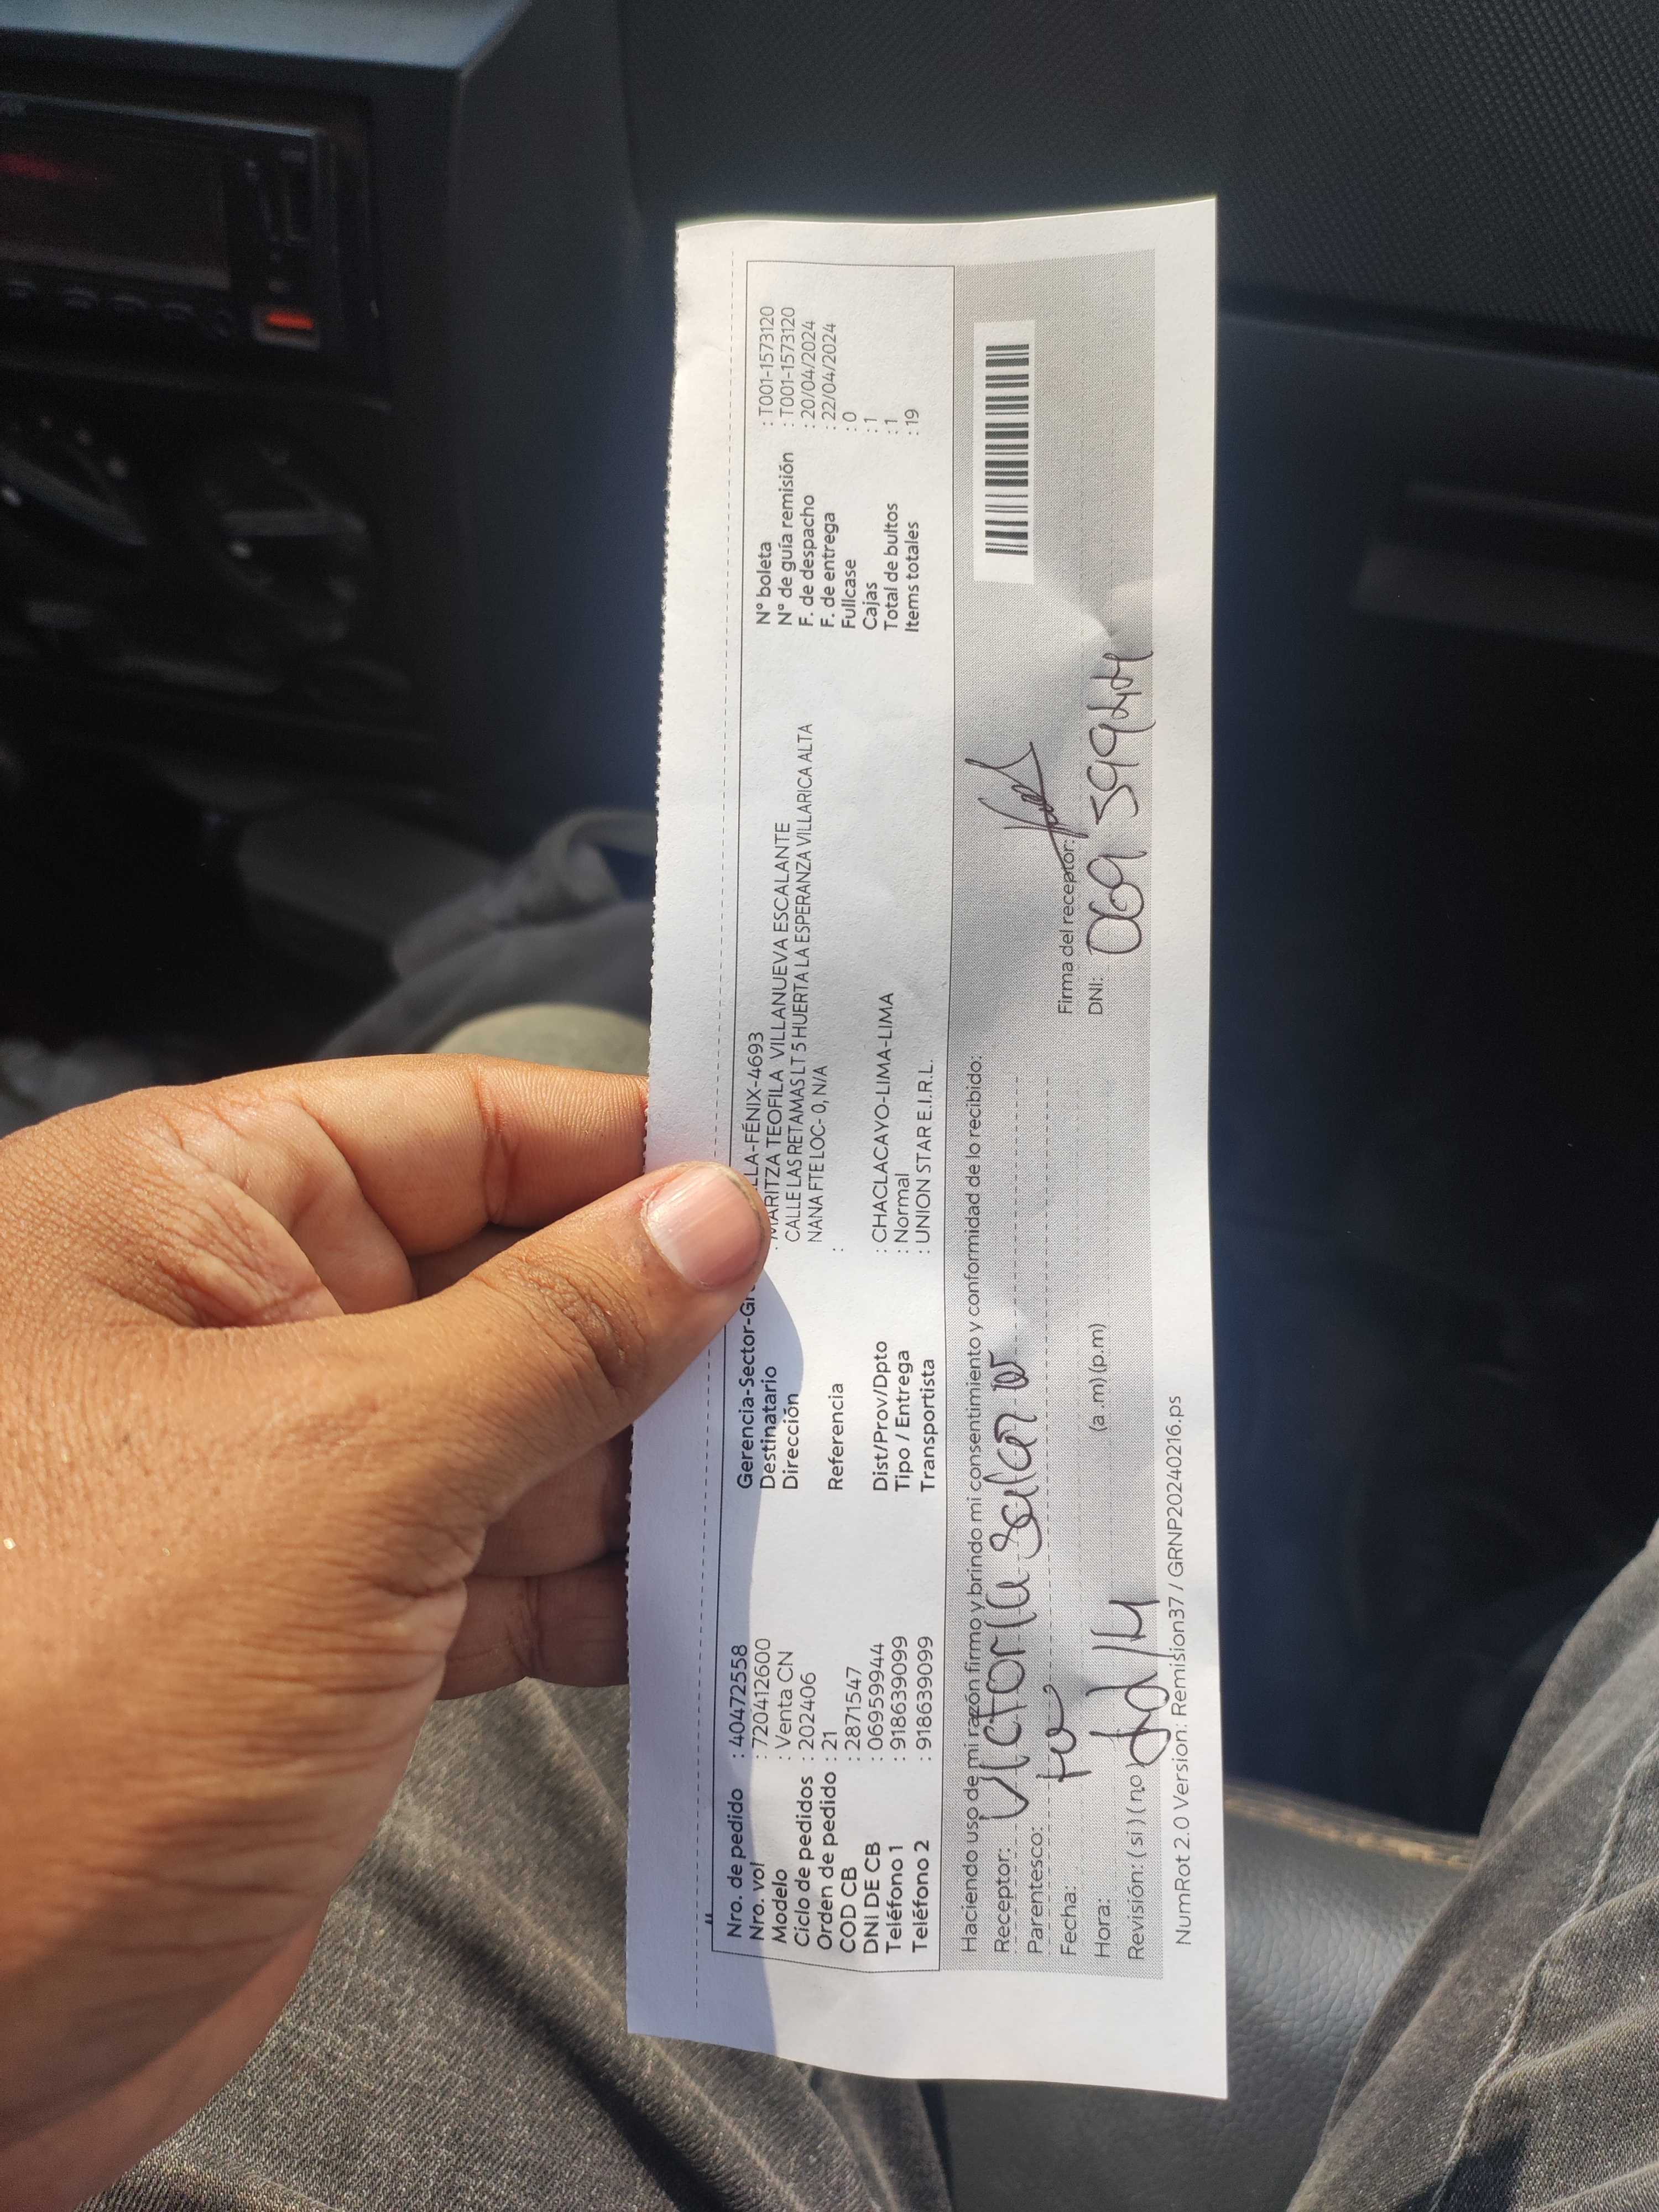 Nro. de pedido : 40472558
Nro. vol : 720412600
Modelo : Venta CN
Ciclo de pedidos : 202406
Orden de pedido : 21
COD CB : 2871547
DNI DE CB : 06959944
Teléfono 1 : 918639099
Teléfono 2 : 918639099
Gerencia-Sector-Gr LLA-FÉNIX-4693
Destinatario : MARITZA TEOFILA VILLANUEVA ESCALANTE
Dirección CALLE LAS RETAMAS LT 5 HUERTA LA ESPERANZA VILLARICA ALTA
NANA FTE LOC- 0, N/A
Referencia :
Dist/Prov/Dpto : CHACLACAYO-LIMA-LIMA
Tipo / Entrega : Normal
Transportista : UNION STAR E.I.R.L.
N° boleta : T001-1573120
N° de guía remisión : T001-1573120
F. de despacho : 20/04/2024
F. de entrega : 22/04/2024
Fullcase : 0
Cajas : 1
Total de bultos : 1
Items totales : 19
Haciendo uso de mi razón firmo y brindo mi consentimiento y conformidad de lo recibido:
Receptor: Victoria
Parentesco:
Fecha:
Hora: (a.m) (p.m)
Revisión: ( si ) ( no )
Firma del receptor:
DNI: 069 59944
NumRot 2.0 Version: Remision37 / GRNP20240216.ps